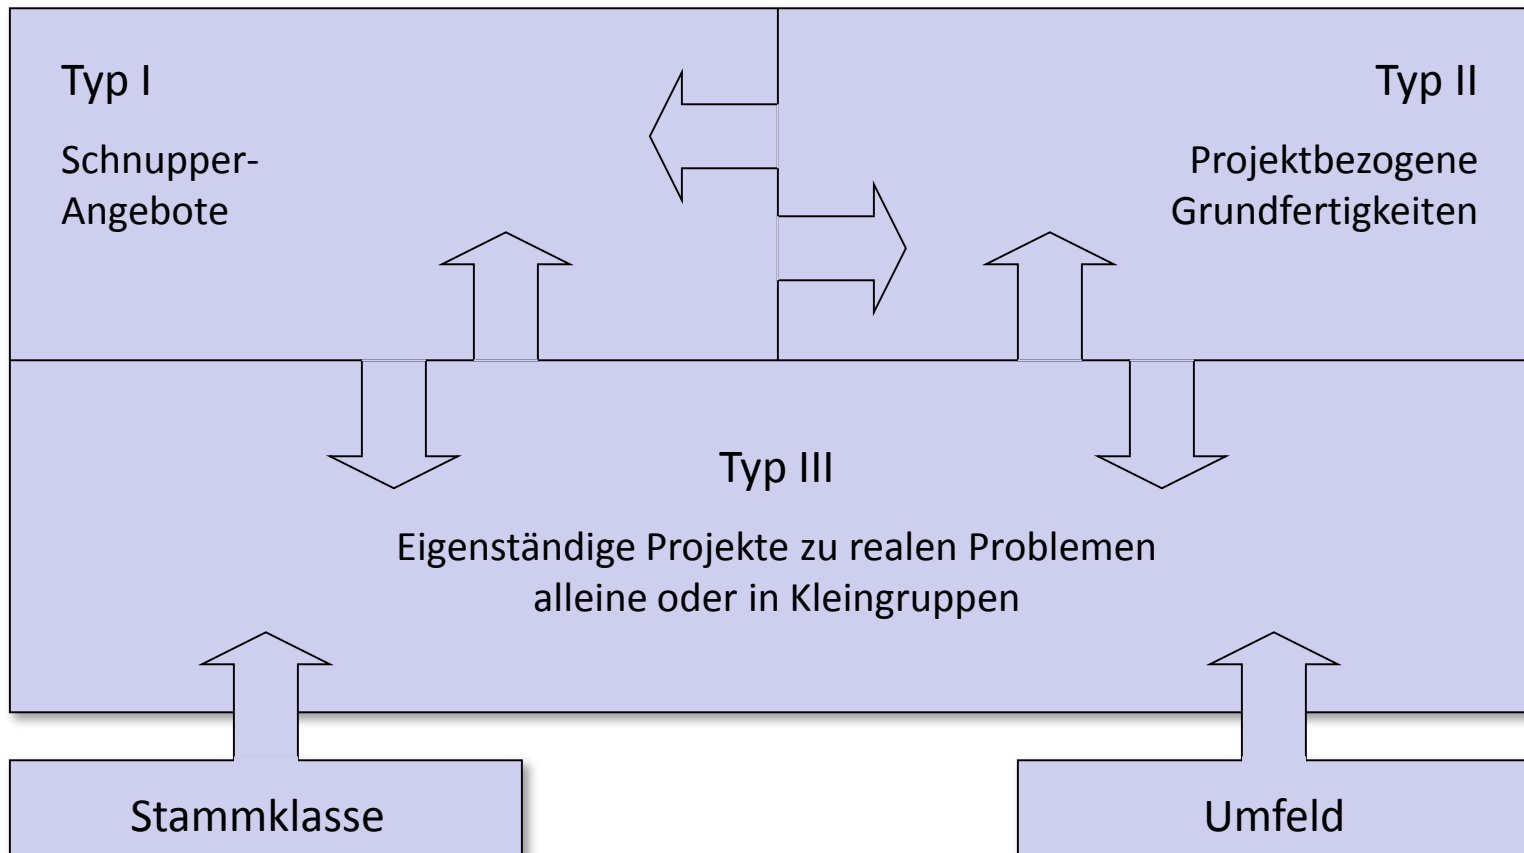 Typ I
Schnupper-
Angebote
Typ II
Projektbezogene
Grundfertigkeiten
Typ III
Eigenständige Projekte zu realen Problemen
alleine oder in Kleingruppen
Stammklasse
Umfeld